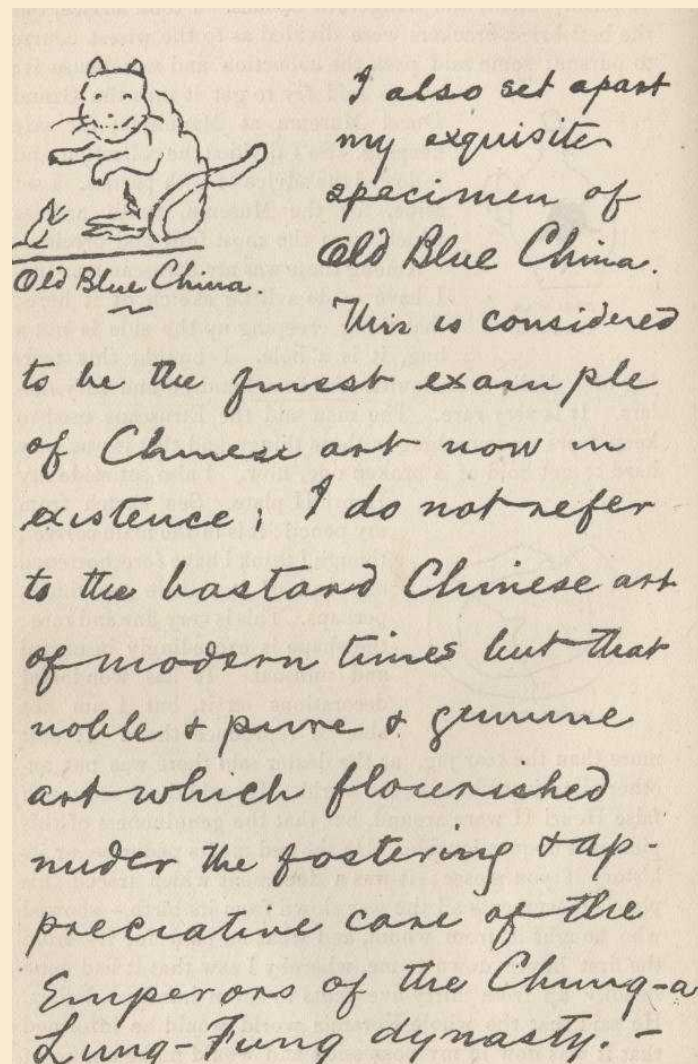 I also set apart
my exquisite
specimen of
Old Blue China.
Old Blue China.
This is considered
to be the finest example
of Chinese art now in
existence; I do not refer
to the bastard Chinese art
of modern times but that
noble & pure & genuine
art which flourished
under the fostering & ap-
preciative care of the
Emperors of the Chung-a
Lung-Fung dynasty. -